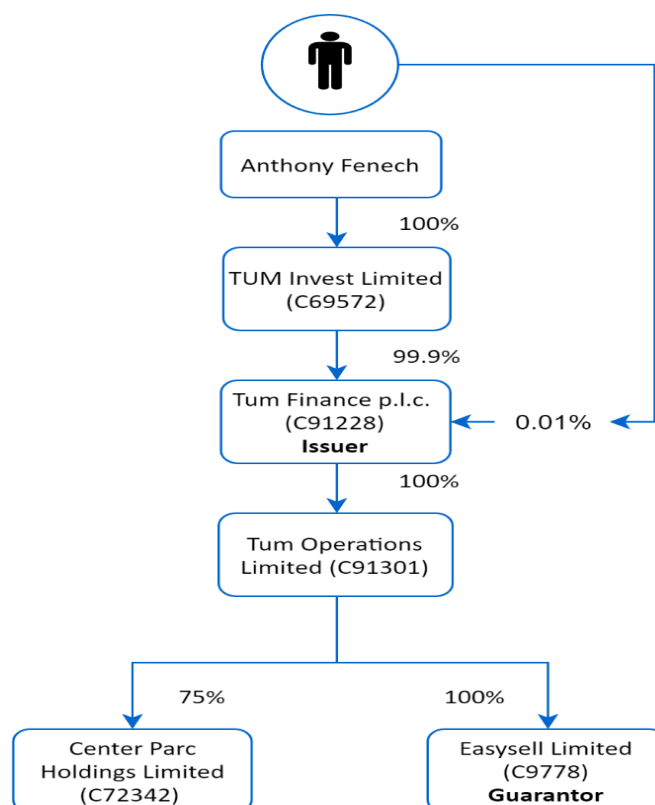 Anthony Fenech
100%
TUM Invest Limited
(C69572)
99.9%
Tum Finance p.l.c.
(C91228)
Issuer
0.01%
100%
Tum Operations
Limited (C91301)
75%
100%
Center Parc
Holdings Limited
(C72342)
Easysell Limited
(C9778)
Guarantor